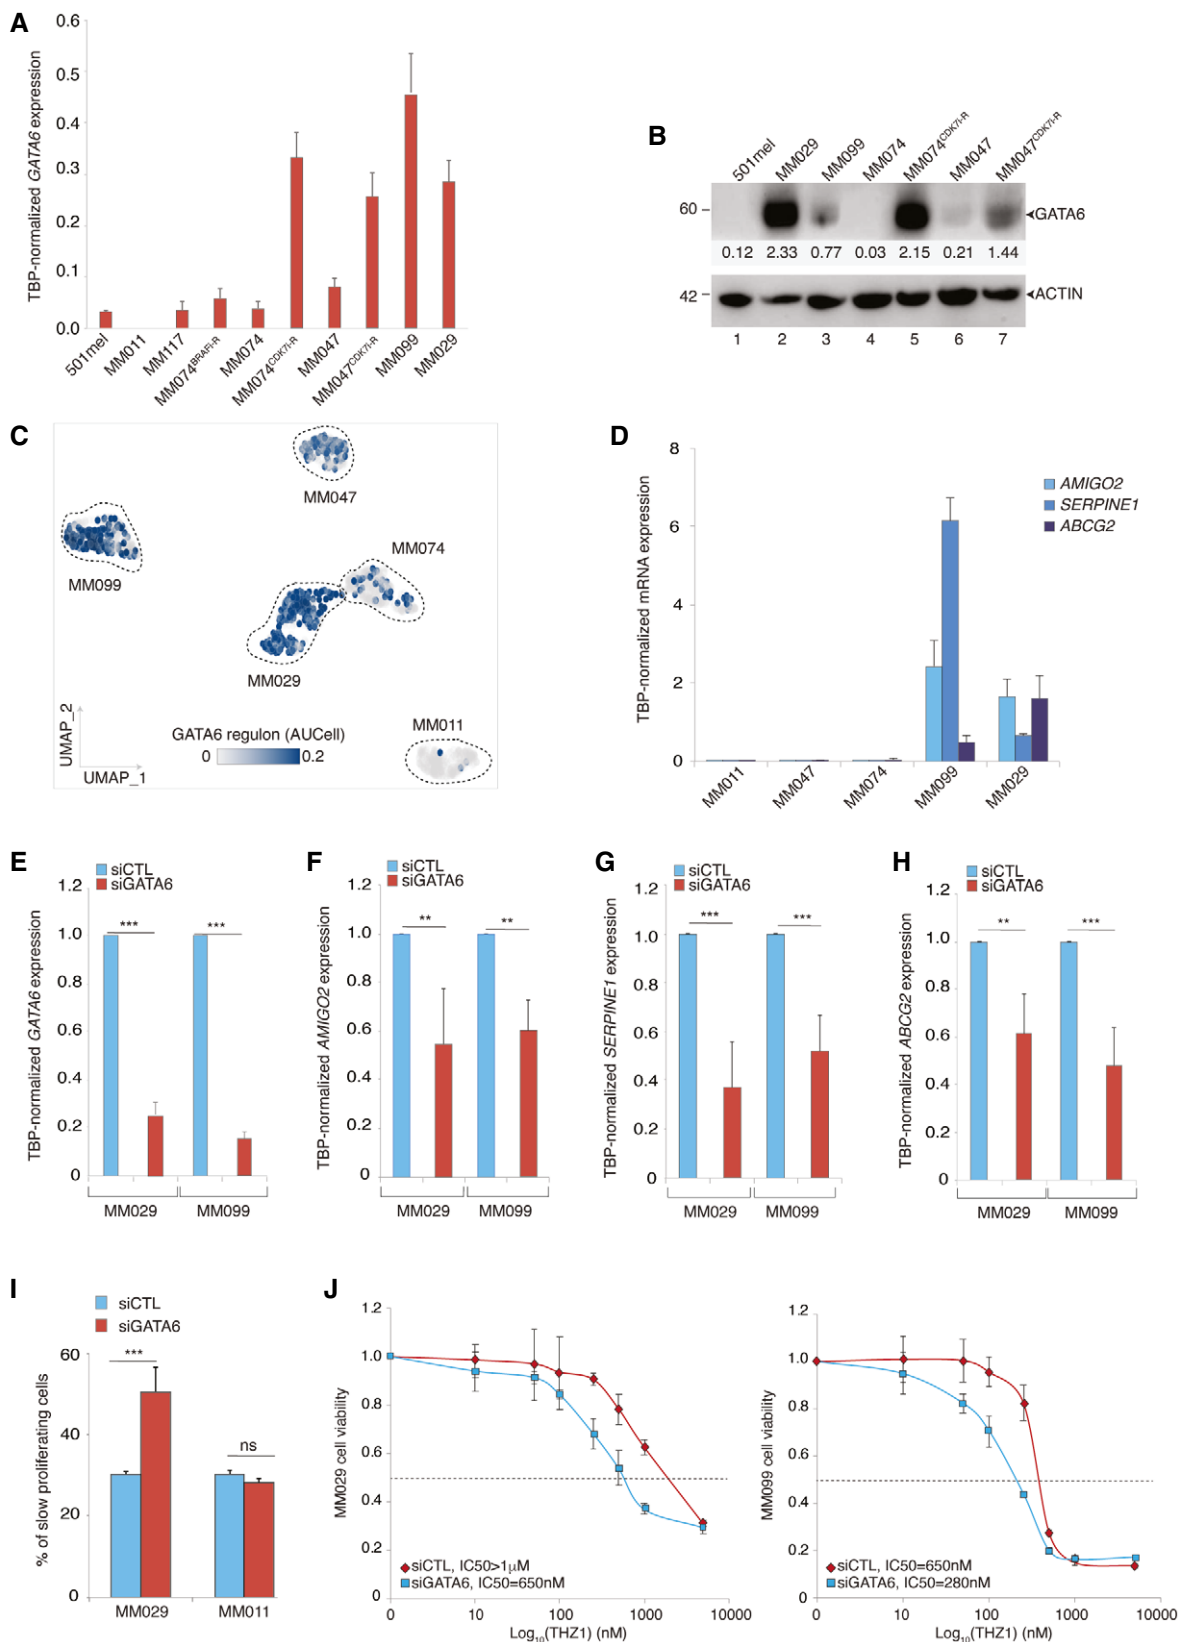 A
TBP-normalized GATA6 expression
0.6
0.5
0.4
0.3
0.2
0.1
0.0
501mel
MM011
MM117
MM074BRAFi-R
MM074
MM074CDK7i-R
MM047
MM047CDK7i-R
MM099
MM029
B
501mel
MM029
MM099
MM074
MM074CDK7i-R
MM047
MM047CDK7i-R
60
GATA6
0.12 2.33 0.77 0.03 2.15 0.21 1.44
42
ACTIN
1 2 3 4 5 6 7
C
MM047
MM099
MM074
MM029
MM011
GATA6 regulon (AUCell)
0 0.2
UMAP_2
UMAP_1
D
TBP-normalized mRNA expression
8
6
4
2
0
AMIGO2
SERPINE1
ABCG2
MM011
MM047
MM074
MM099
MM029
E
siCTL
siGATA6
TBP-normalized GATA6 expression
1.2
1.0
0.8
0.6
0.4
0.2
0
***
***
MM029
MM099
F
siCTL
siGATA6
TBP-normalized AMIGO2 expression
1.2
1.0
0.8
0.6
0.4
0.2
0
**
**
MM029
MM099
G
siCTL
siGATA6
TBP-normalized SERPINE1 expression
1.2
1.0
0.8
0.6
0.4
0.2
0
***
***
MM029
MM099
H
siCTL
siGATA6
TBP-normalized ABCG2 expression
1.2
1.0
0.8
0.6
0.4
0.2
0
**
***
MM029
MM099
I
siCTL
siGATA6
% of slow proliferating cells
60
40
20
0
***
ns
MM029
MM011
J
MM029 cell viability
1.2
1.0
0.8
0.6
0.4
0.2
0
siCTL, IC50>1µM
siGATA6, IC50=650nM
0 10 100 1000 10000
Log10(THZ1) (nM)
MM099 cell viability
1.2
1.0
0.8
0.6
0.4
0.2
0
siCTL, IC50=650nM
siGATA6, IC50=280nM
0 10 100 1000 10000
Log10(THZ1) (nM)